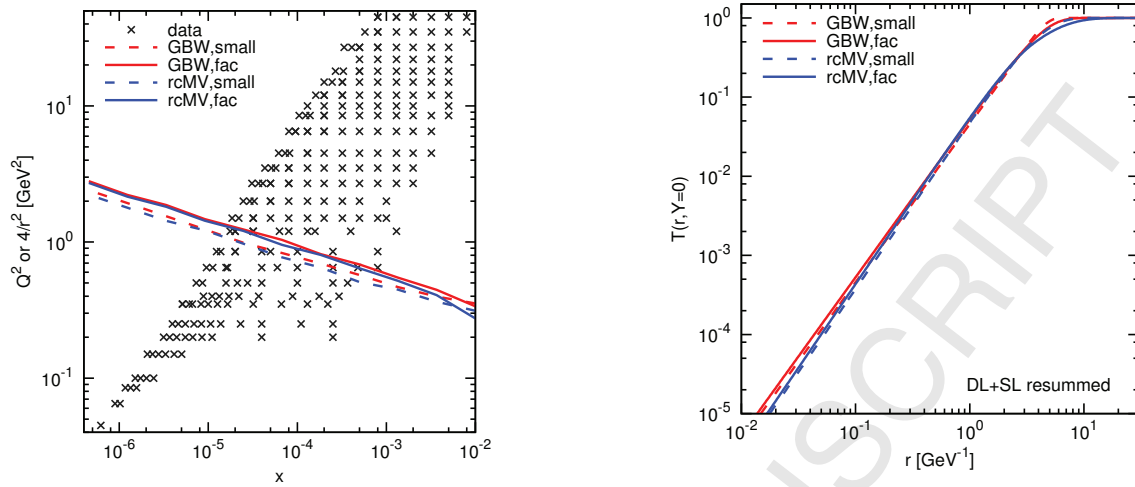 data
GBW,small
GBW,fac
rcMV,small
rcMV,fac
10^1
10^0
10^-1
Q^2 or 4/r^2 [GeV^2]
10^-6 10^-5 10^-4 10^-3 10^-2
x
GBW,small
GBW,fac
rcMV,small
rcMV,fac
10^0
10^-1
10^-2
10^-3
10^-4
10^-5
T(r,Y=0)
DL+SL resummed
10^-2 10^-1 10^0 10^1
r [GeV^-1]
USCRIPT